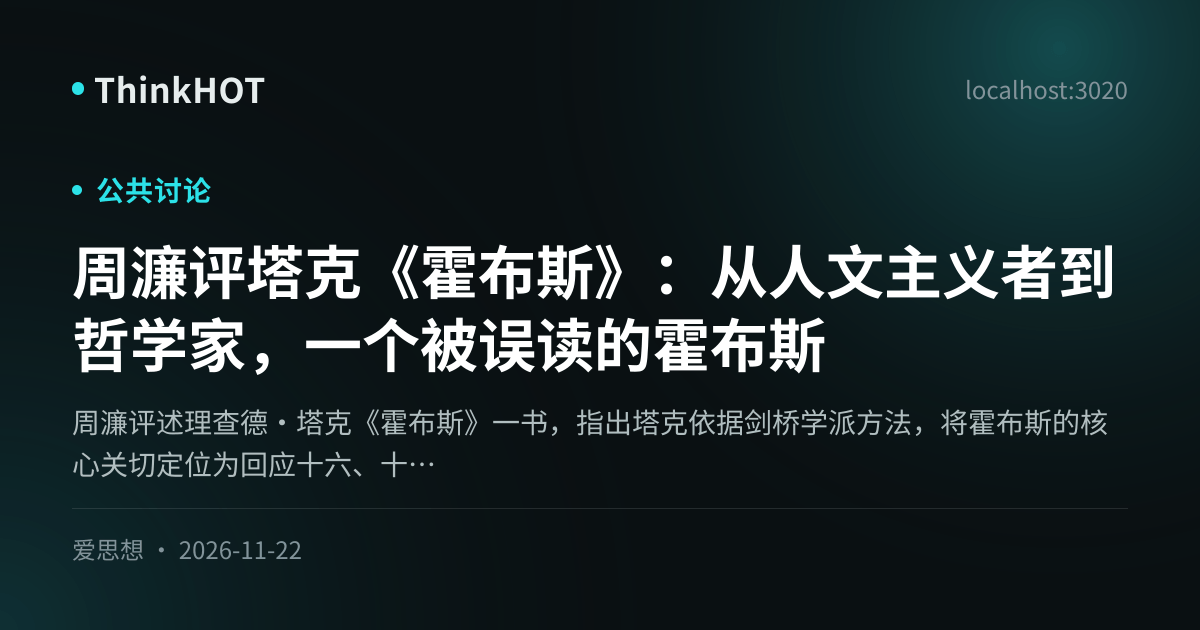 ThinkHOT
localhost:3020
公共讨论
周濂评塔克《霍布斯》：从人文主义者到
哲学家，一个被误读的霍布斯
周濂评述理查德·塔克《霍布斯》一书，指出塔克依据剑桥学派方法，将霍布斯的核
心关切定位为回应十六、十…
爱思想 · 2026-11-22